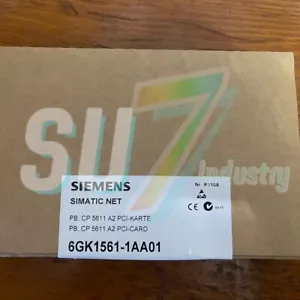 SU7
Industry
SIEMENS
SIMATIC NET
PB, CP 5611 A2 PCI-KARTE
PB, CP 5611 A2 PCI-CARD
6GK1561-1AA01